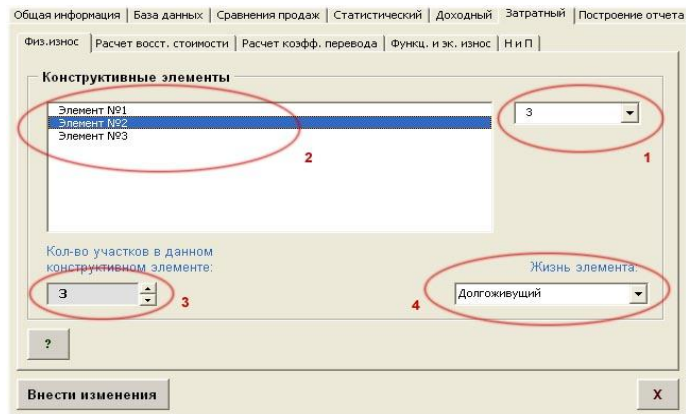 Общая информация | База данных | Сравнения продаж | Статистический | Доходный | Затратный | Построение отчета
Физ.износ | Расчет восст. стоимости | Расчет коэфф. перевода | Функц. и эк. износ | Н и П |
Конструктивные элементы
Элемент №1
Элемент №2
Элемент №3
3
2
1
Кол-во участков в данном
конструктивном элементе:
3
3
Жизнь элемента:
Долгоживущий
4
?
Внести изменения
X